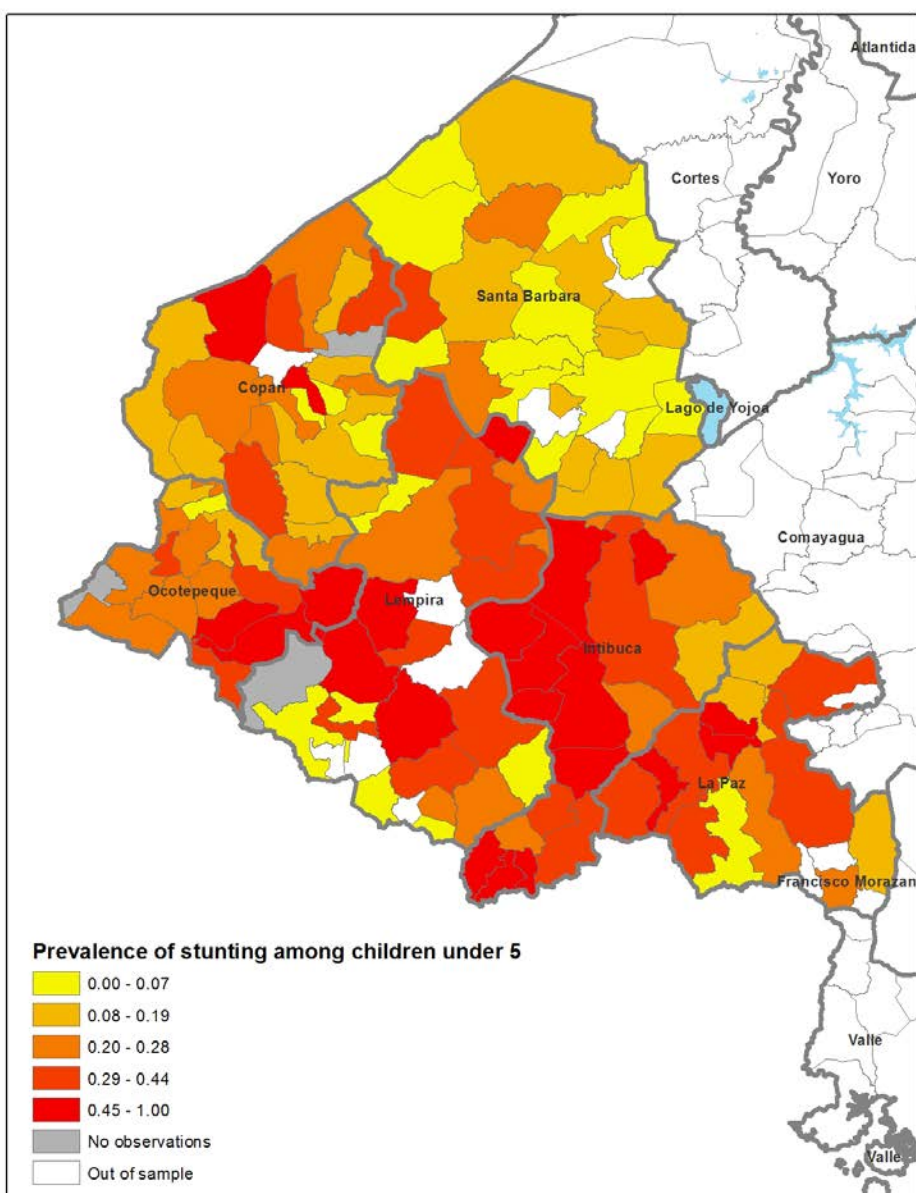 Atlantida
Cortes
Yoro
Santa Barbara
Copan
Lago de Yojoa
Comayagua
Ocotepeque
Lempira
Intibuca
La Paz
Francisco Morazan
Prevalence of stunting among children under 5
0.00 - 0.07
0.08 - 0.19
0.20 - 0.28
0.29 - 0.44
0.45 - 1.00
No observations
Out of sample
Valle
Valle